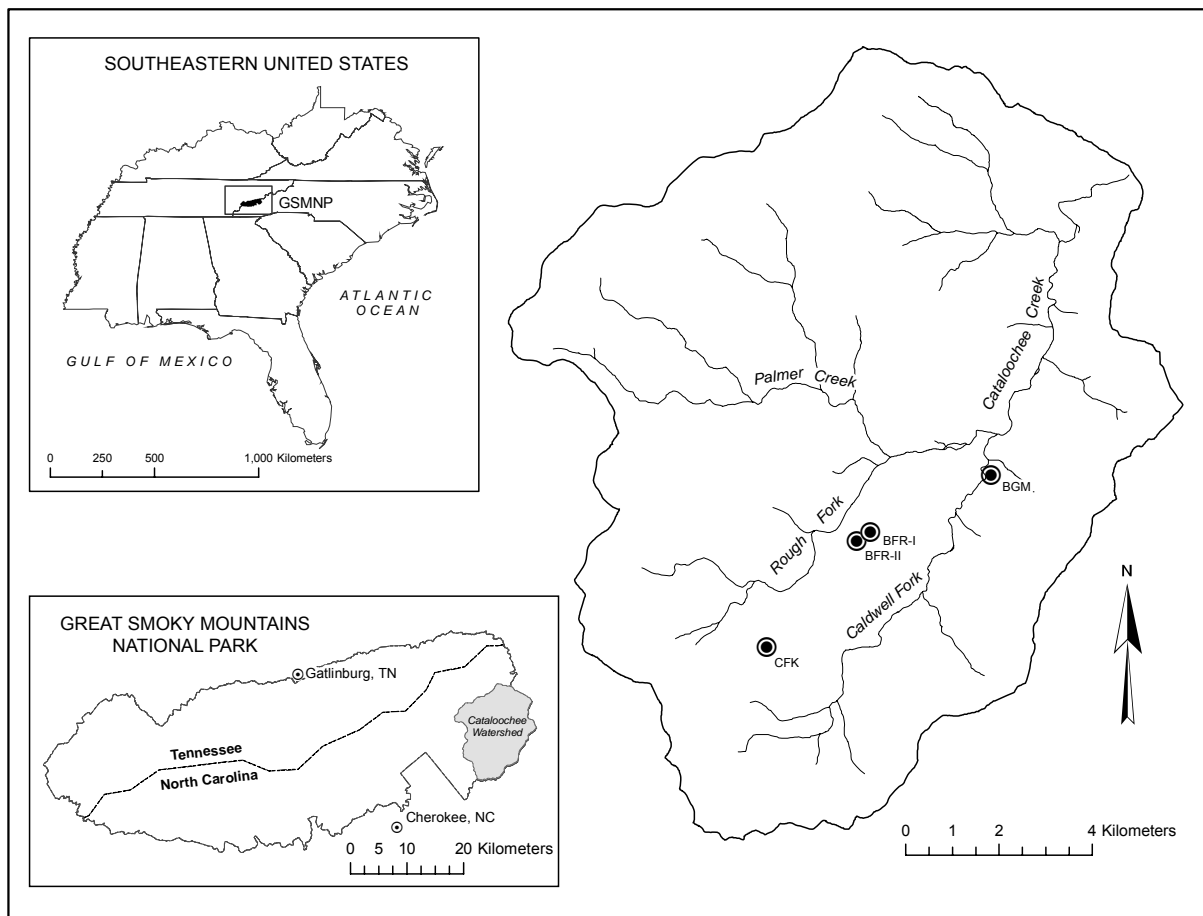 SOUTHEASTERN UNITED STATES
GSMNP
ATLANTIC
OCEAN
GULF OF MEXICO
0 250 500 1,000 Kilometers
GREAT SMOKY MOUNTAINS
NATIONAL PARK
Gatlinburg, TN
Cataloochee
Watershed
Tennessee
North Carolina
Cherokee, NC
0 5 10 20 Kilometers
Cataloochee Creek
Palmer Creek
Rough Fork
BGM
BFR-I
BFR-II
Caldwell Fork
CFK
N
0 1 2 4 Kilometers